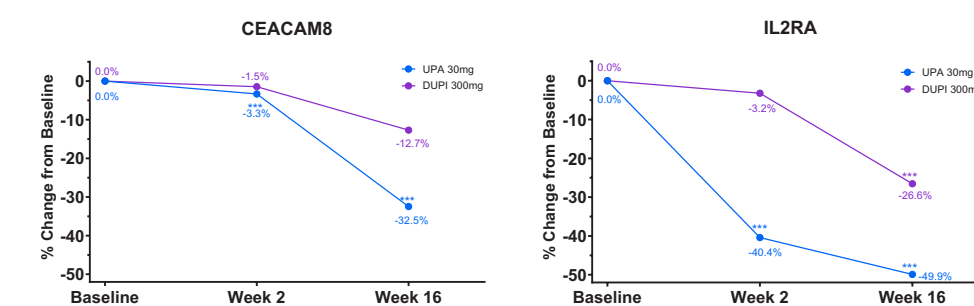 CEACAM8
% Change from Baseline
0
-10
-20
-30
-40
-50
0.0%
0.0%
-1.5%
***
-3.3%
-12.7%
***
-32.5%
UPA 30mg
DUPI 300mg
Baseline Week 2 Week 16
IL2RA
% Change from Baseline
0
-10
-20
-30
-40
-50
0.0%
0.0%
-3.2%
***
-40.4%
***
-26.6%
***
-49.9%
UPA 30mg
DUPI 300m
Baseline Week 2 Week 16